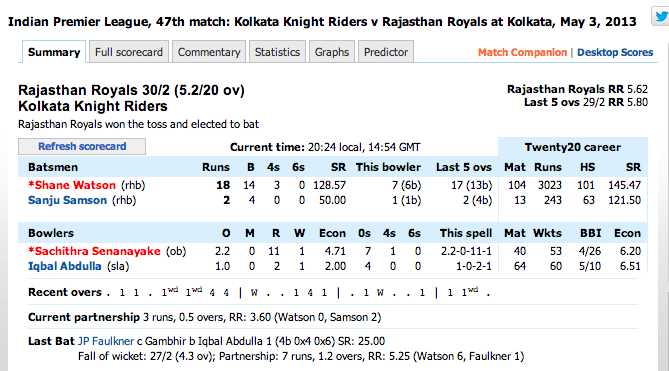 Indian Premier League, 47th match: Kolkata Knight Riders v Rajasthan Royals at Kolkata, May 3, 2013
Summary Full scorecard Commentary Statistics Graphs Predictor Match Companion | Desktop Scores
Rajasthan Royals 30/2 (5.2/20 ov) Rajasthan Royals RR 5.62
Kolkata Knight Riders Last 5 ovs 29/2 RR 5.80
Rajasthan Royals won the toss and elected to bat
Refresh scorecard Current time: 20:24 local, 14:54 GMT Twenty20 career
Batsmen Runs B 4s 6s SR This bowler Last 5 ovs Mat Runs HS SR
*Shane Watson (rhb) 18 14 3 0 128.57 7 (6b) 17 (13b) 104 3023 101 145.47
Sanju Samson (rhb) 2 4 0 0 50.00 1 (1b) 2 (4b) 13 243 63 121.50
Bowlers O M R W Econ 0s 4s 6s This spell Mat Wkts BBI Econ
*Sachithra Senanayake (ob) 2.2 0 11 1 4.71 7 1 0 2.2-0-11-1 40 53 4/26 6.20
Iqbal Abdulla (sla) 1.0 0 2 1 2.00 4 0 0 1-0-2-1 64 60 5/10 6.51
Recent overs . 1 1 . 1wd 1wd 4 4 | W . . 1 4 1 | . 1 W . . 1 | 1 1wd .
Current partnership 3 runs, 0.5 overs, RR: 3.60 (Watson 0, Samson 2)
Last Bat JP Faulkner c Gambhir b Iqbal Abdulla 1 (4b 0x4 0x6) SR: 25.00
Fall of wicket: 27/2 (4.3 ov); Partnership: 7 runs, 1.2 overs, RR: 5.25 (Watson 6, Faulkner 1)